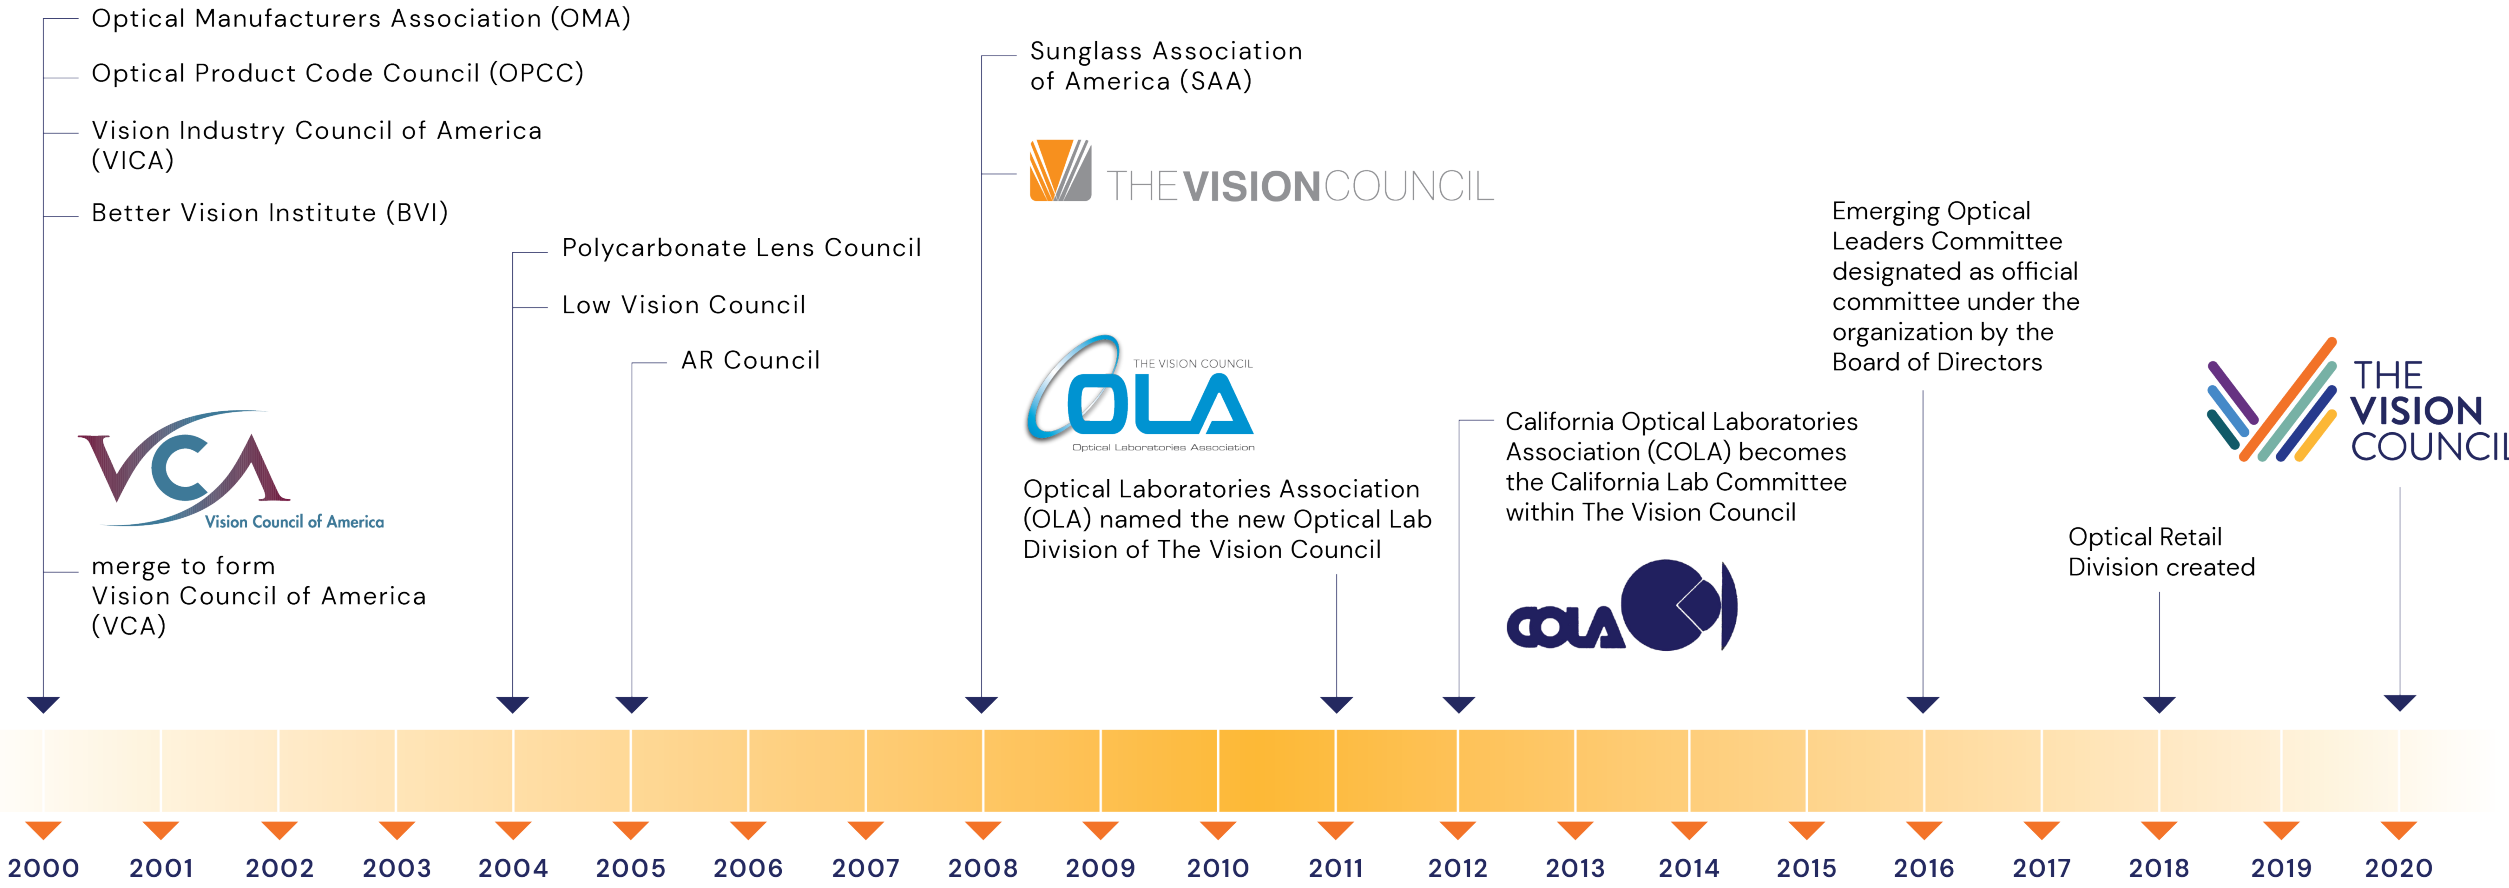 Optical Manufacturers Association (OMA)
Optical Product Code Council (OPCC)
Vision Industry Council of America
(VICA)
Better Vision Institute (BVI)
VCA
Vision Council of America
merge to form
Vision Council of America
(VCA)
Polycarbonate Lens Council
Low Vision Council
AR Council
Sunglass Association
of America (SAA)
THE VISION COUNCIL
THE VISION COUNCIL
OLA
Optical Laboratories Association
Optical Laboratories Association
(OLA) named the new Optical Lab
Division of The Vision Council
California Optical Laboratories
Association (COLA) becomes
the California Lab Committee
within The Vision Council
COLA
Emerging Optical
Leaders Committee
designated as official
committee under the
organization by the
Board of Directors
Optical Retail
Division created
THE
VISION
COUNCIL
2000 2001 2002 2003 2004 2005 2006 2007 2008 2009 2010 2011 2012 2013 2014 2015 2016 2017 2018 2019 2020